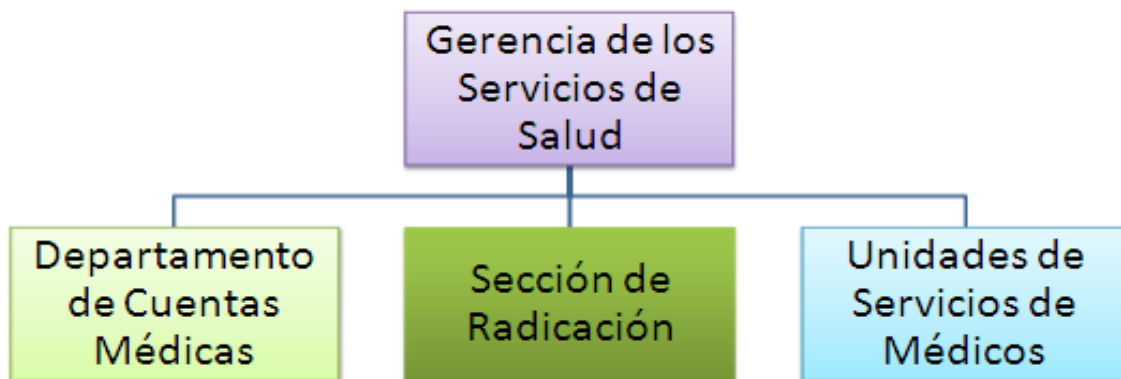 Gerencia de los
Servicios de
Salud
Departamento
de Cuentas
Médicas
Sección de
Radicación
Unidades de
Servicios de
Médicos